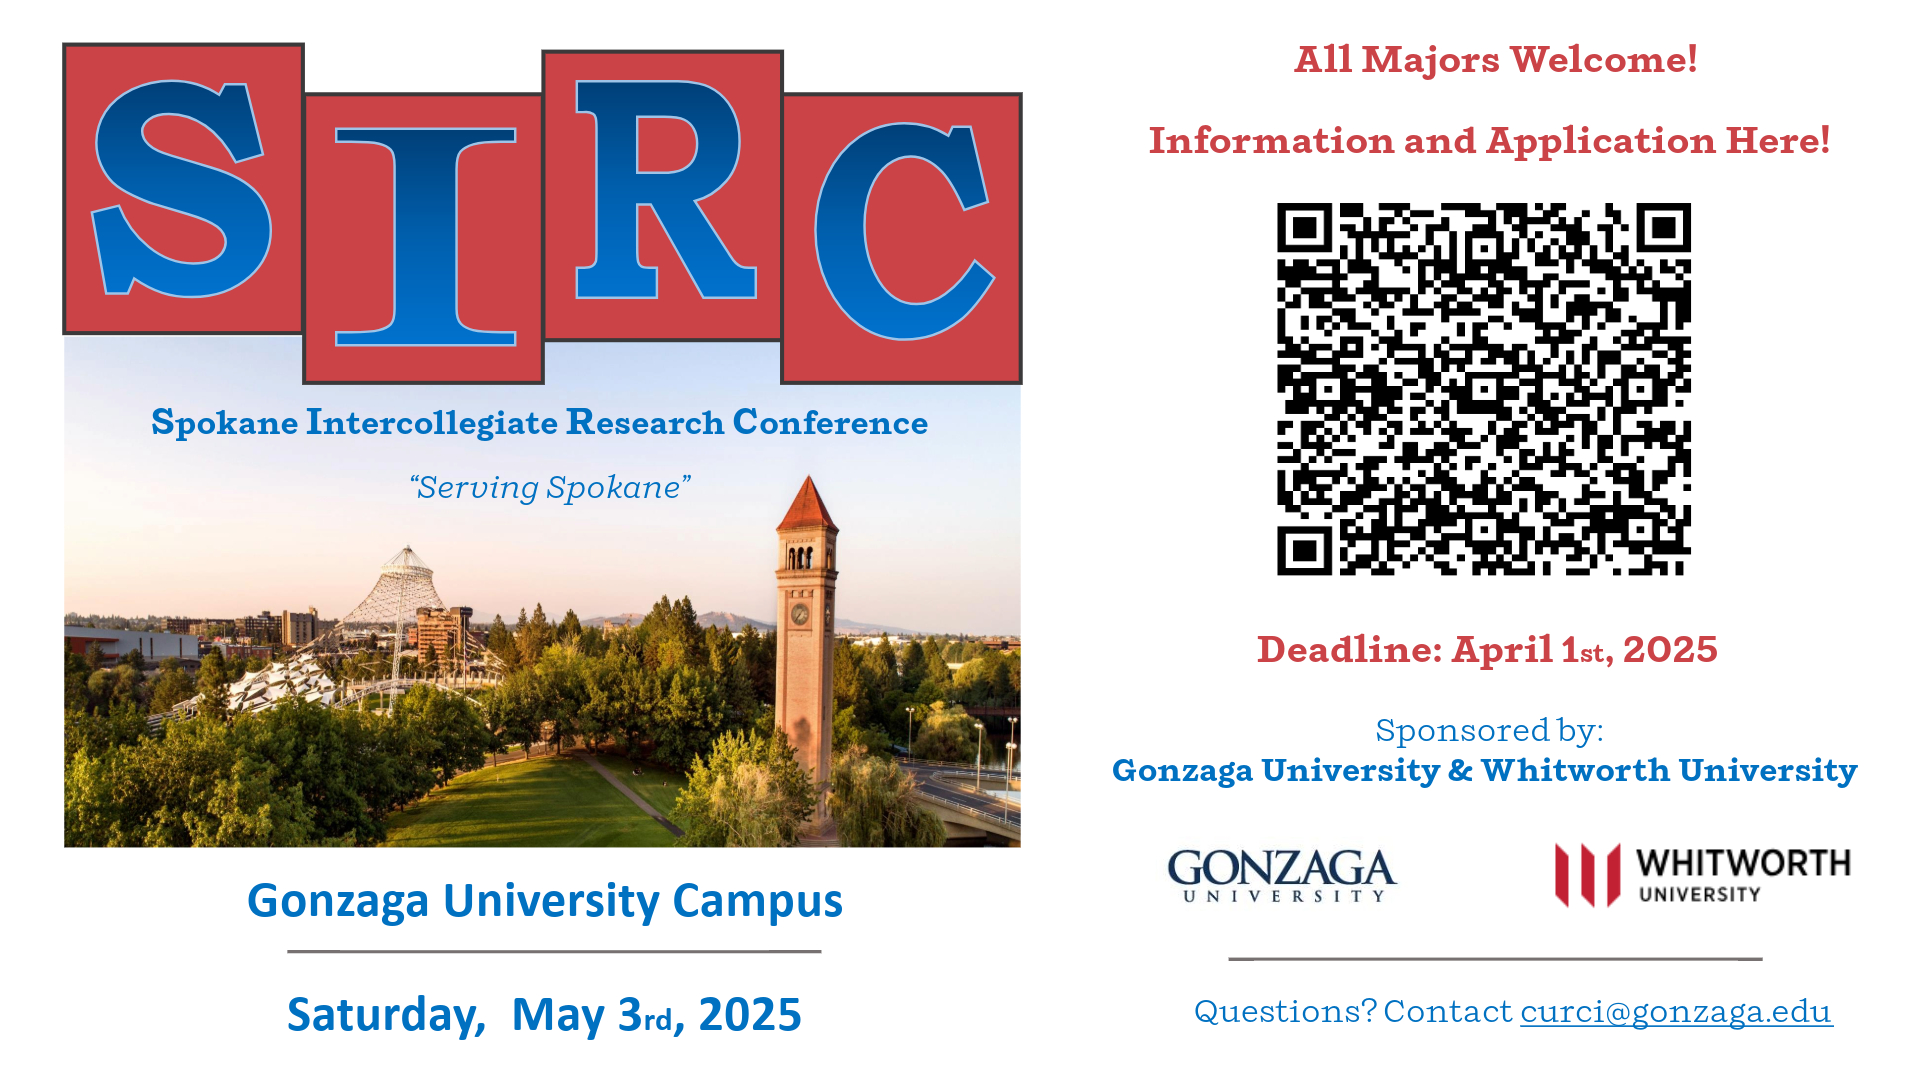 SIRC
Spokane Intercollegiate Research Conference
“Serving Spokane”
Gonzaga University Campus
Saturday, May 3rd, 2025
All Majors Welcome!
Information and Application Here!
Deadline: April 1st, 2025
Sponsored by:
Gonzaga University & Whitworth University
GONZAGA
UNIVERSITY
WHITWORTH
UNIVERSITY
Questions? Contact curci@gonzaga.edu